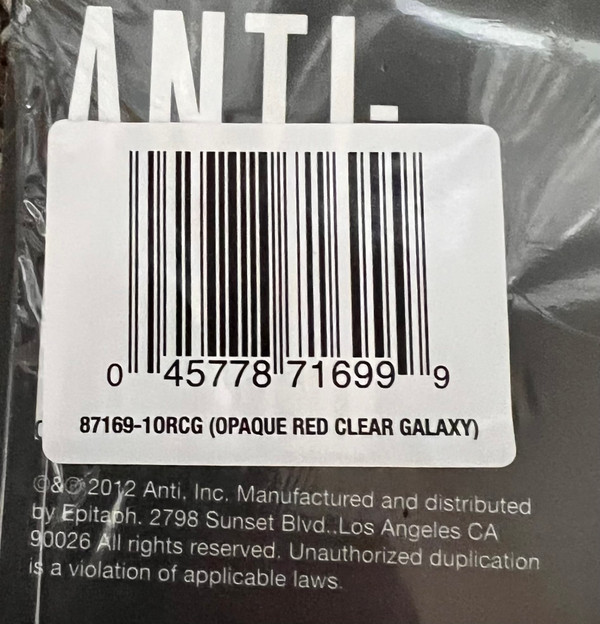 ANTI-
0 45778 71699 9
87169-1ORCG (OPAQUE RED CLEAR GALAXY)
©&℗ 2012 Anti, Inc. Manufactured and distributed
by Epitaph. 2798 Sunset Blvd..Los Angeles CA
90026 All rights reserved. Unauthorized duplication
is a violation of applicable laws.